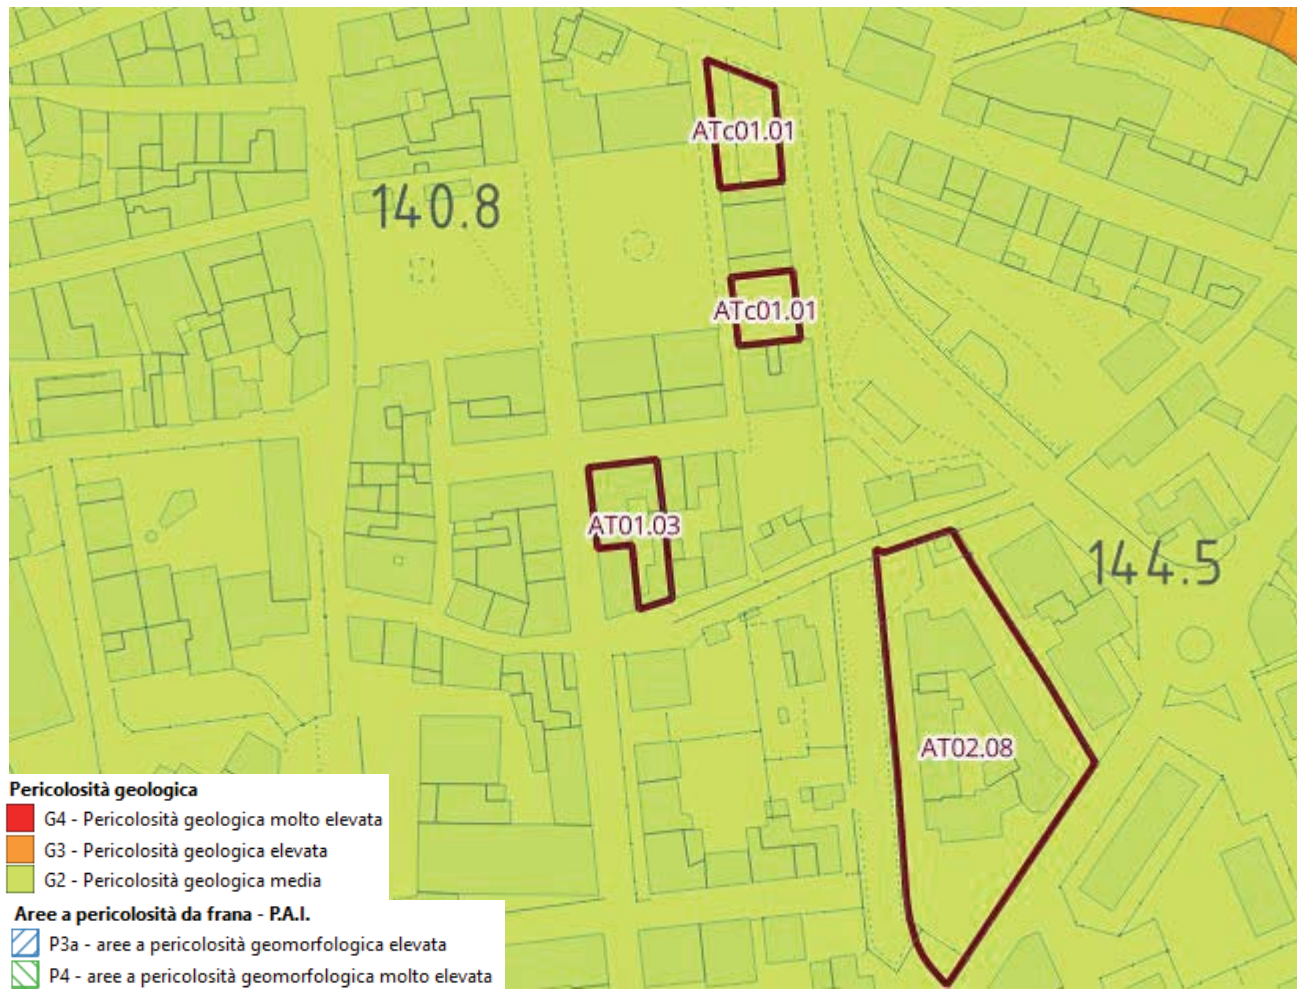 ATc01.01
140.8
ATc01.01
AT01.03
144.5
AT02.08
Pericolosità geologica
G4 - Pericolosità geologica molto elevata
G3 - Pericolosità geologica elevata
G2 - Pericolosità geologica media
Aree a pericolosità da frana - P.A.I.
P3a - aree a pericolosità geomorfologica elevata
P4 - aree a pericolosità geomorfologica molto elevata